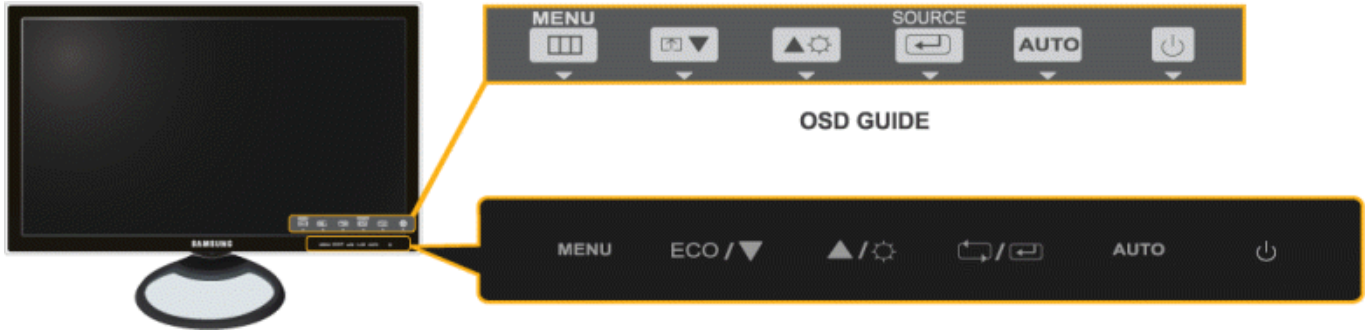 MENU
SOURCE
AUTO
OSD GUIDE
MENU
ECO /
/
/
AUTO
SAMSUNG